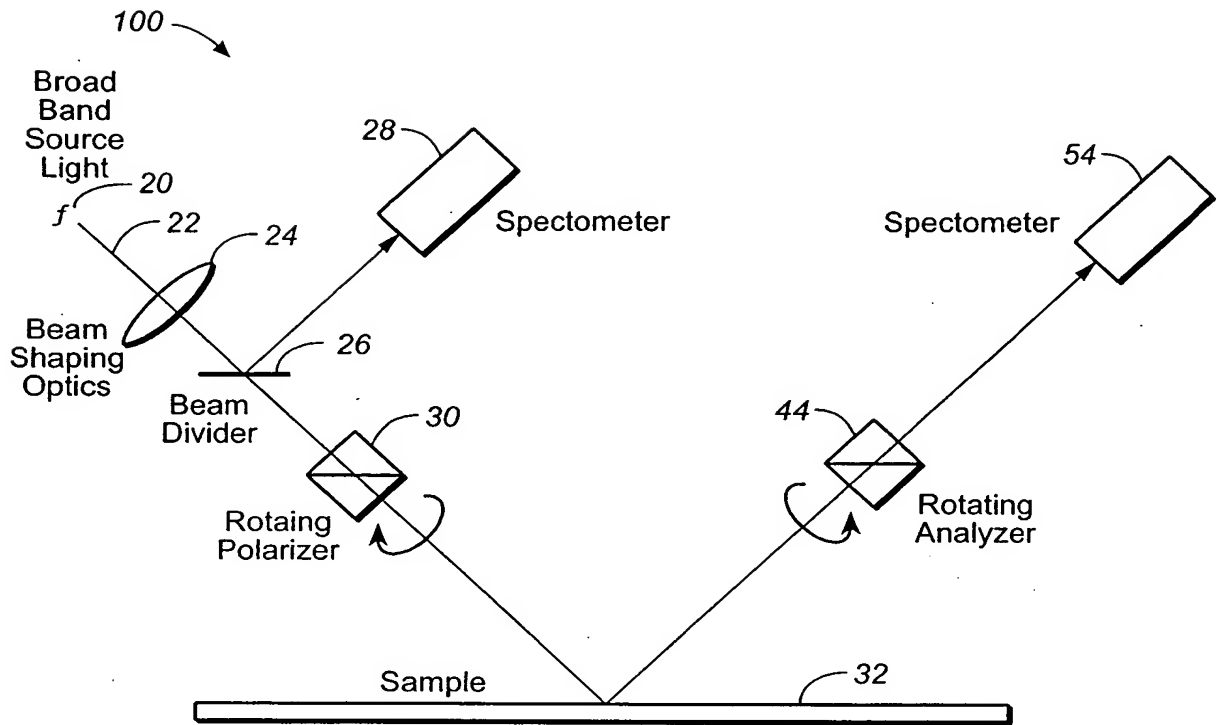 100
Broad
Band
Source
Light
20
f
22
24
Beam
Shaping
Optics
26
Beam
Divider
28
Spectometer
30
Rotaing
Polarizer
54
Spectometer
44
Rotating
Analyzer
Sample
32